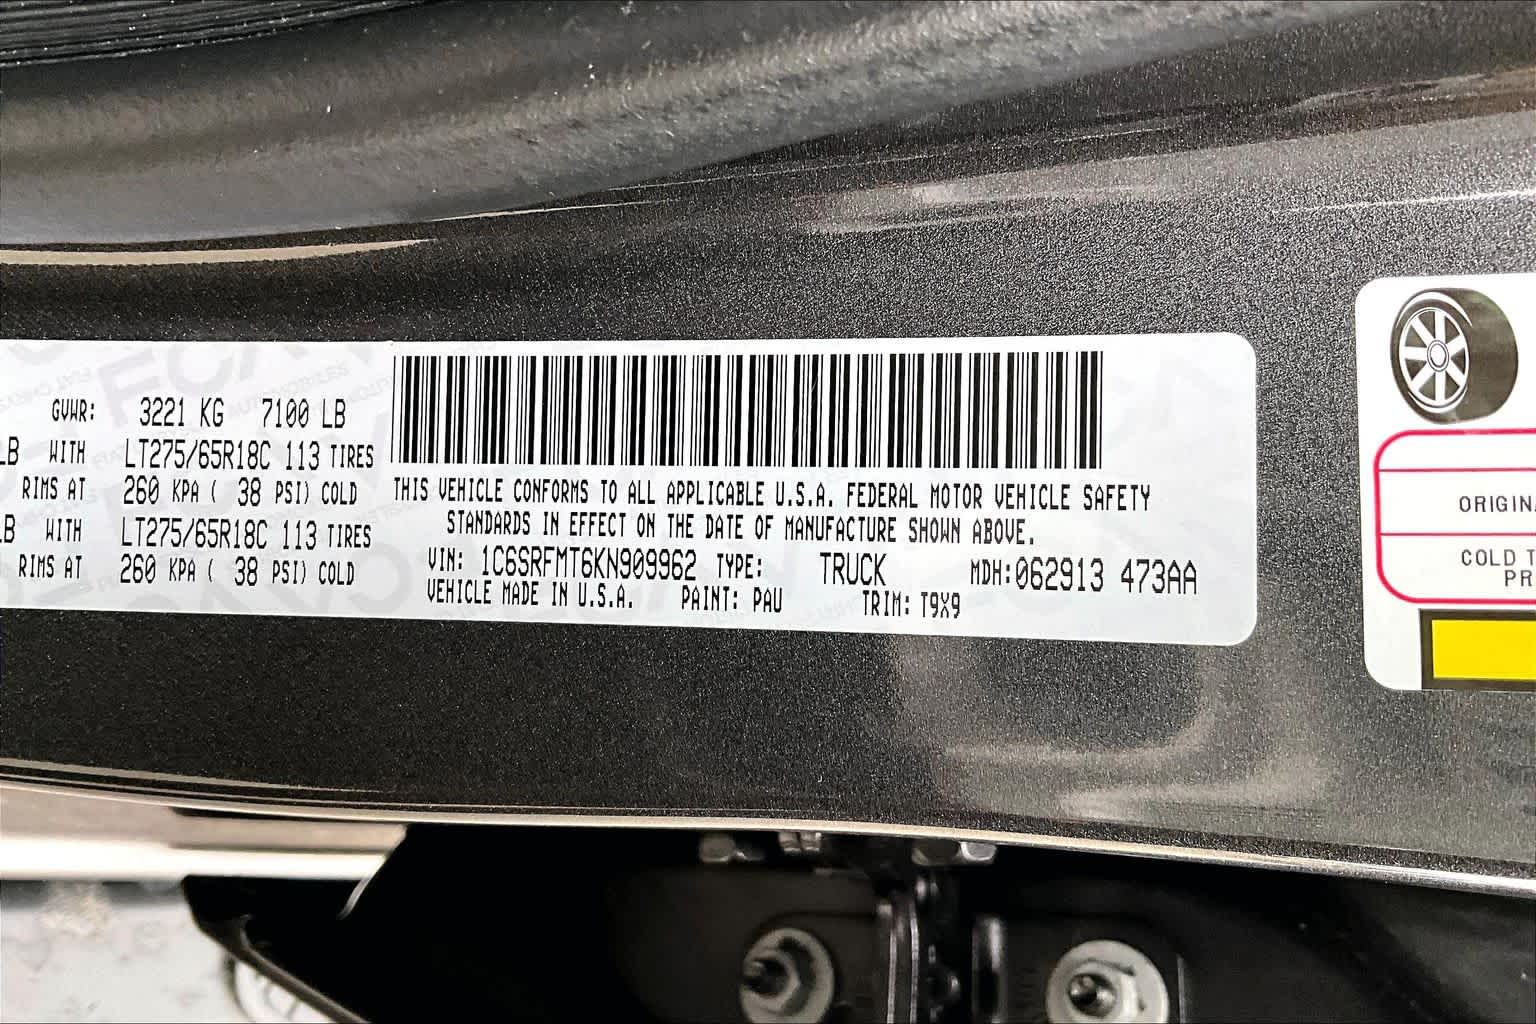 GVWR: 3221 KG 7100 LB
LB WITH LT275/65R18C 113 TIRES
RIMS AT 260 KPA ( 38 PSI) COLD
LB WITH LT275/65R18C 113 TIRES
RIMS AT 260 KPA ( 38 PSI) COLD
THIS VEHICLE CONFORMS TO ALL APPLICABLE U.S.A. FEDERAL MOTOR VEHICLE SAFETY
STANDARDS IN EFFECT ON THE DATE OF MANUFACTURE SHOWN ABOVE.
VIN: 1C6SRFMT6KN909962 TYPE: TRUCK MDH:062913 473AA
VEHICLE MADE IN U.S.A. PAINT: PAU TRIM: T9X9
ORIGIN
COLD T
PR